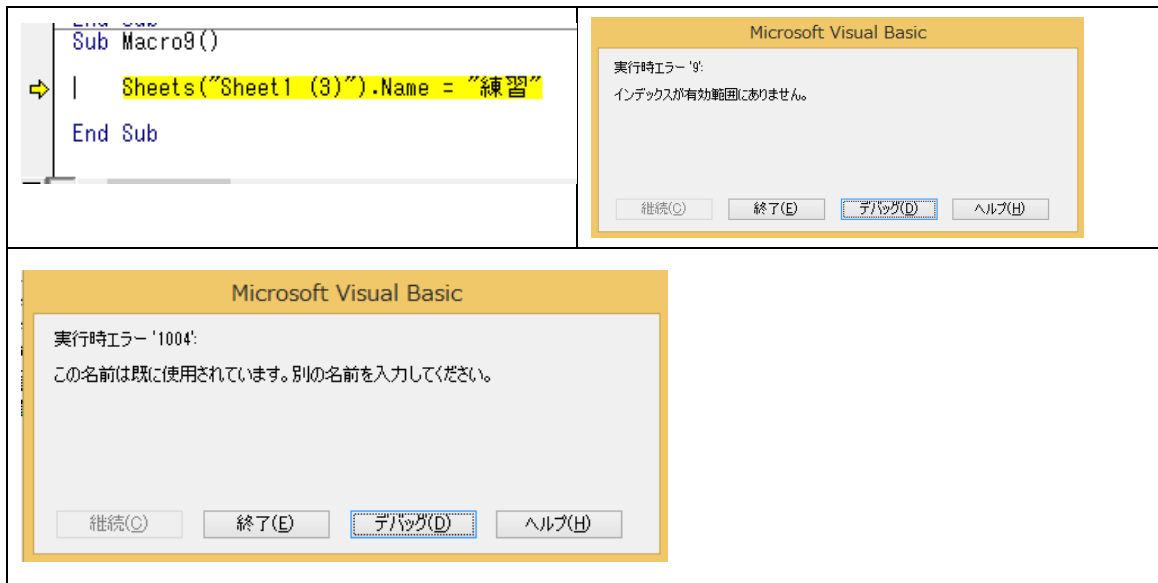 End Sub
Sub Macro9()
Sheets("Sheet1 (3)").Name = "練習"
End Sub
Microsoft Visual Basic
実行時エラー '9':
インデックスが有効範囲にありません。
継続(C) 終了(E) デバッグ(D) ヘルプ(H)
Microsoft Visual Basic
実行時エラー '1004':
この名前は既に使用されています。別の名前を入力してください。
継続(C) 終了(E) デバッグ(D) ヘルプ(H)